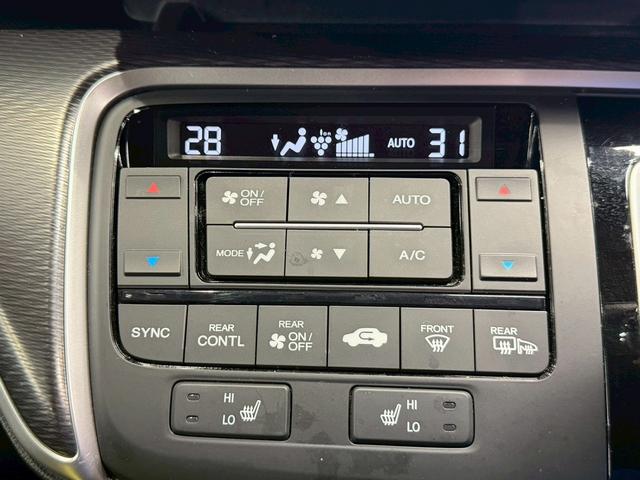 28 ion AUTO 31
ON/OFF
AUTO
MODE
A/C
SYNC
REAR CONTL
REAR ON/OFF
FRONT
REAR
HI
LO
HI
LO